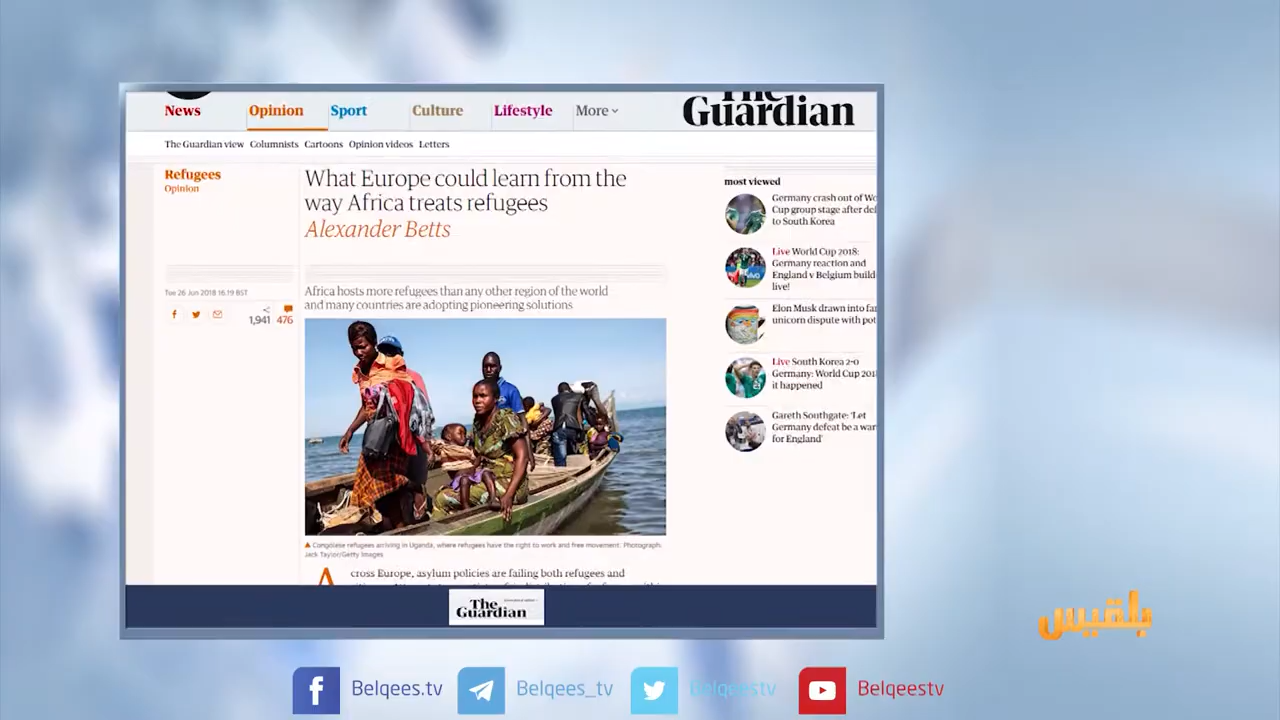 News Opinion Sport Culture Lifestyle More
The Guardian
The Guardian view Columnists Cartoons Opinion videos Letters
Refugees
Opinion
What Europe could learn from the
way Africa treats refugees
Alexander Betts
Africa hosts more refugees than any other region of the world
and many countries are adopting pioneering solutions
Tue 26 Jun 2018 16.19 BST
1,941 476
Congolese refugees arriving in Uganda, where refugees have the right to work and free movement. Photograph:
Jack Taylor/Getty Images
Across Europe, asylum policies are failing both refugees and
most viewed
Germany crash out of Wo
Cup group stage after de
to South Korea
Live World Cup 2018:
Germany reaction and
England v Belgium build
live!
Elon Musk drawn into far
unicorn dispute with pot
Live South Korea 2-0
Germany: World Cup 201
it happened
Gareth Southgate: 'Let
Germany defeat be a war
for England'
The
Guardian
بلقيس
Belqees.tv Belqees_tv Belqeestv Belqeestv